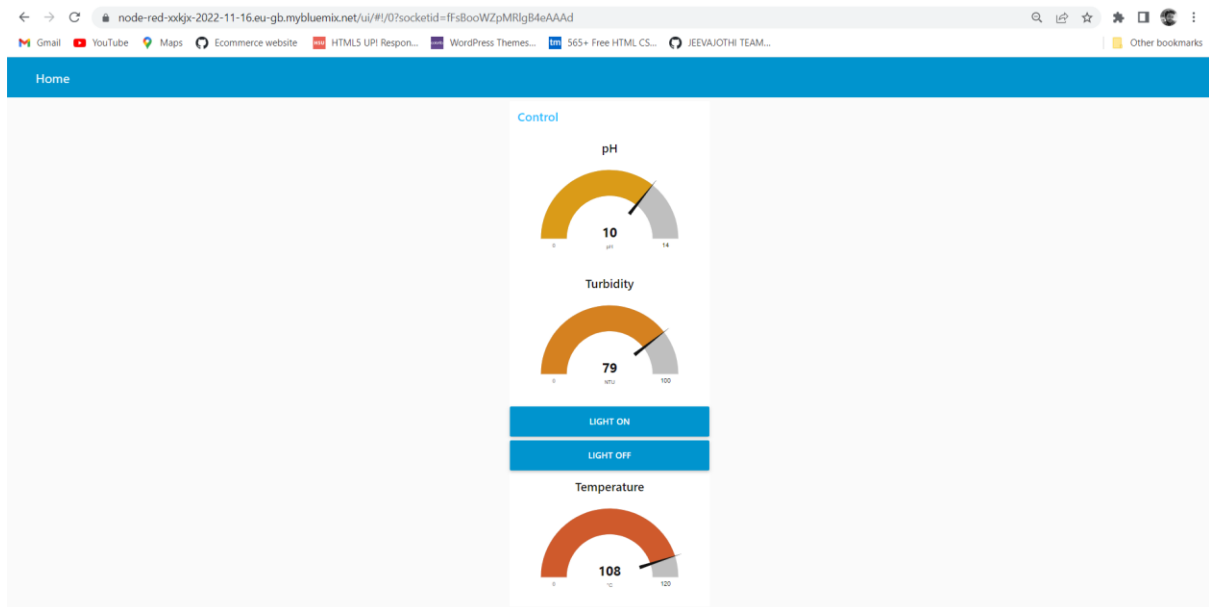 node-red-xxkjx-2022-11-16.eu-gb.mybluemix.net/ui/#!/0?socketid=fFsBooWZpMRlgB4eAAAd
Gmail YouTube Maps Ecommerce website HTML5 UP! Respon... WordPress Themes... tm 565+ Free HTML CS... JEEVAJOTHI TEAM... Other bookmarks
Home
Control
pH
10
0 pH 14
Turbidity
79
0 NTU 100
LIGHT ON
LIGHT OFF
Temperature
108
0 °C 120